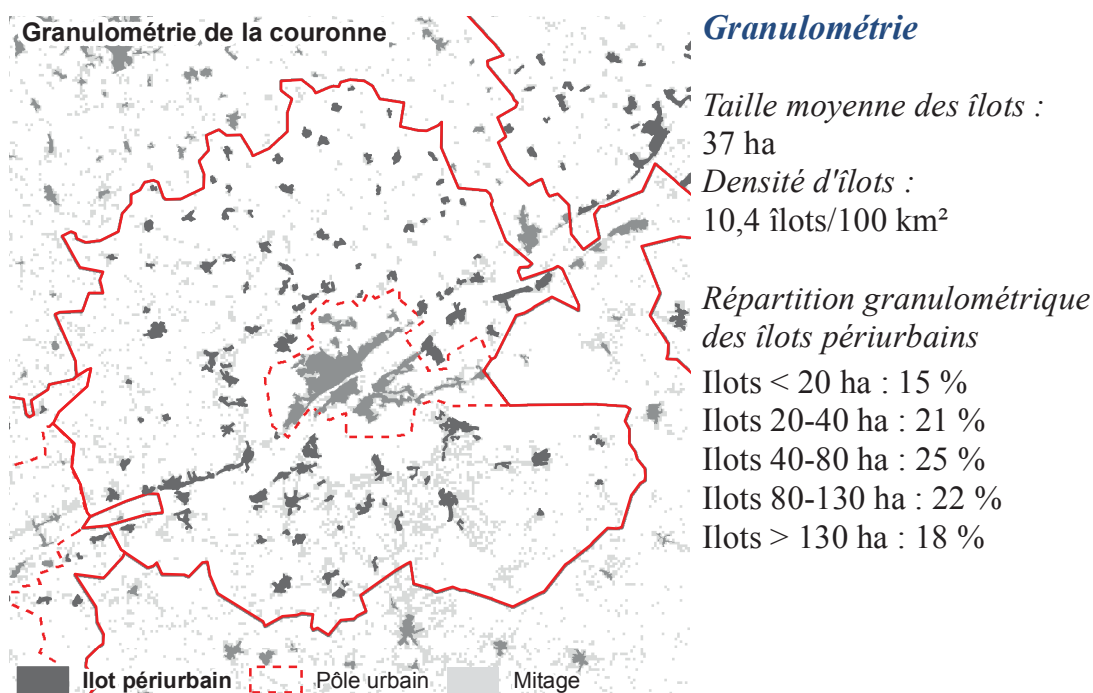 Granulométrie de la couronne
Ilot périurbain
Pôle urbain
Mitage
Granulométrie
Taille moyenne des îlots :
37 ha
Densité d'îlots :
10,4 îlots/100 km²
Répartition granulométrique
des îlots périurbains
Ilots < 20 ha : 15 %
Ilots 20-40 ha : 21 %
Ilots 40-80 ha : 25 %
Ilots 80-130 ha : 22 %
Ilots > 130 ha : 18 %